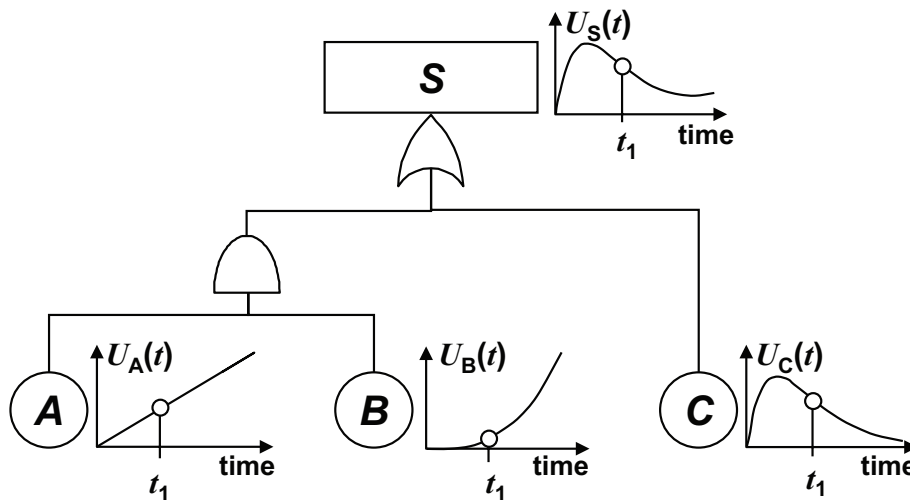 U_S(t)
S
time
t_1
U_A(t)
U_B(t)
U_C(t)
A
B
C
time
time
time
t_1
t_1
t_1